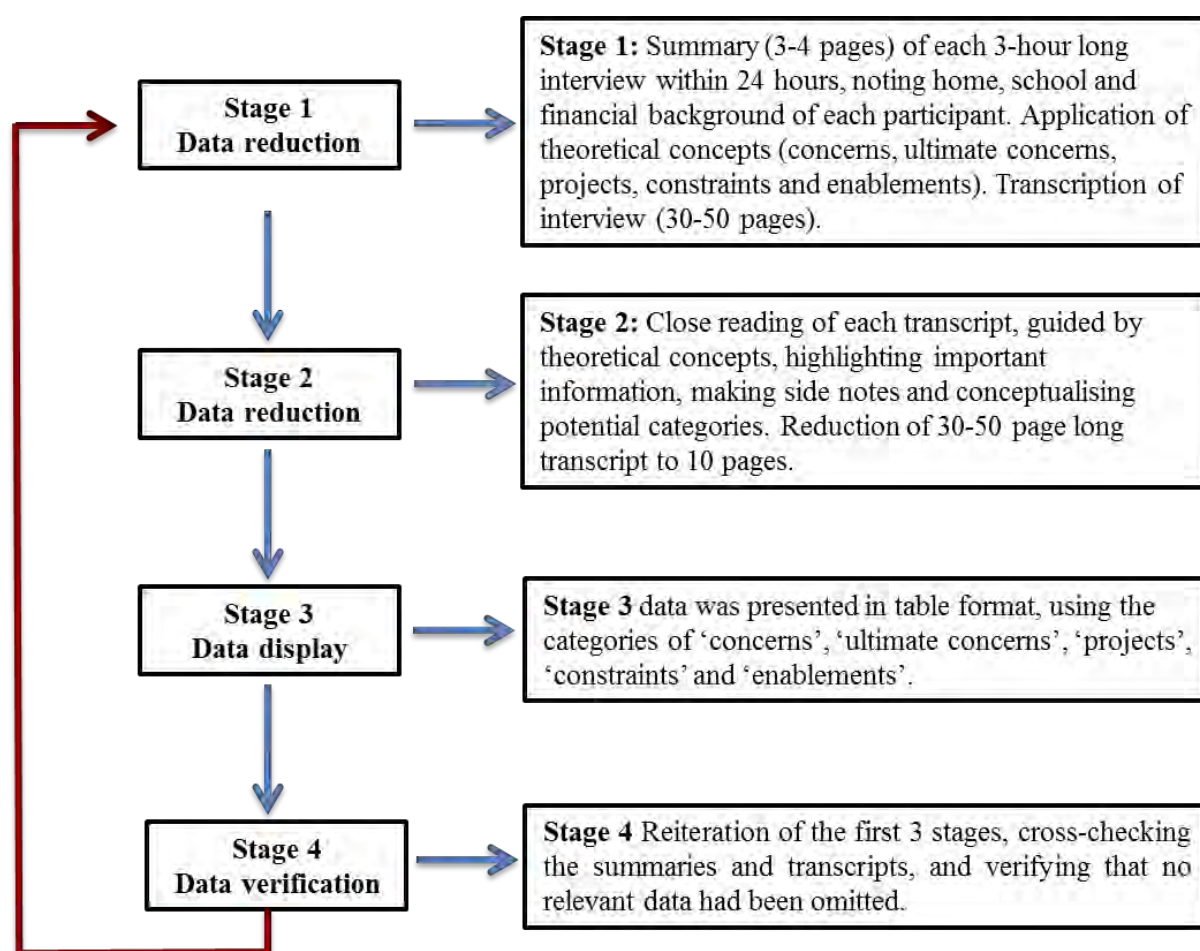 Stage 1
Data reduction
Stage 1: Summary (3-4 pages) of each 3-hour long
interview within 24 hours, noting home, school and
financial background of each participant. Application of
theoretical concepts (concerns, ultimate concerns,
projects, constraints and enablements). Transcription of
interview (30-50 pages).
Stage 2
Data reduction
Stage 2: Close reading of each transcript, guided by
theoretical concepts, highlighting important
information, making side notes and conceptualising
potential categories. Reduction of 30-50 page long
transcript to 10 pages.
Stage 3
Data display
Stage 3 data was presented in table format, using the
categories of ‘concerns’, ‘ultimate concerns’, ‘projects’,
‘constraints’ and ‘enablements’.
Stage 4
Data verification
Stage 4 Reiteration of the first 3 stages, cross-checking
the summaries and transcripts, and verifying that no
relevant data had been omitted.